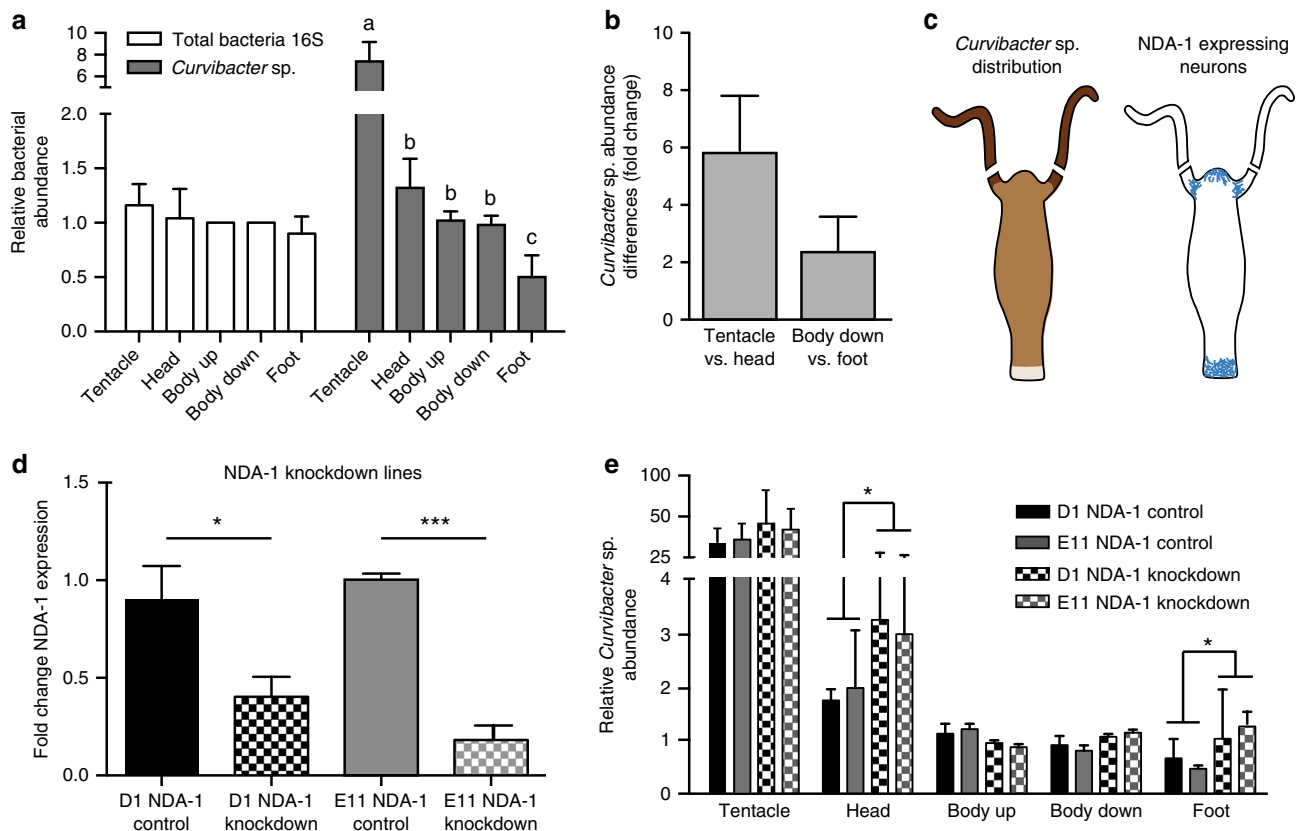 a
Total bacteria 16S
Curvibacter sp.
Relative bacterial
abundance
10
8
6
2.0
1.5
1.0
0.5
0.0
a
b
b
b
c
Tentacle
Head
Body up
Body down
Foot
Tentacle
Head
Body up
Body down
Foot
b
Curvibacter sp. abundance
differences (fold change)
10
8
6
4
2
0
Tentacle
vs. head
Body down
vs. foot
c
Curvibacter sp.
distribution
NDA-1 expressing
neurons
d
NDA-1 knockdown lines
Fold change NDA-1 expression
1.5
1.0
0.5
0.0
*
***
D1 NDA-1
control
D1 NDA-1
knockdown
E11 NDA-1
control
E11 NDA-1
knockdown
e
Relative Curvibacter sp.
abundance
100
50
25
4
3
2
1
0
*
*
D1 NDA-1 control
E11 NDA-1 control
D1 NDA-1 knockdown
E11 NDA-1 knockdown
Tentacle
Head
Body up
Body down
Foot